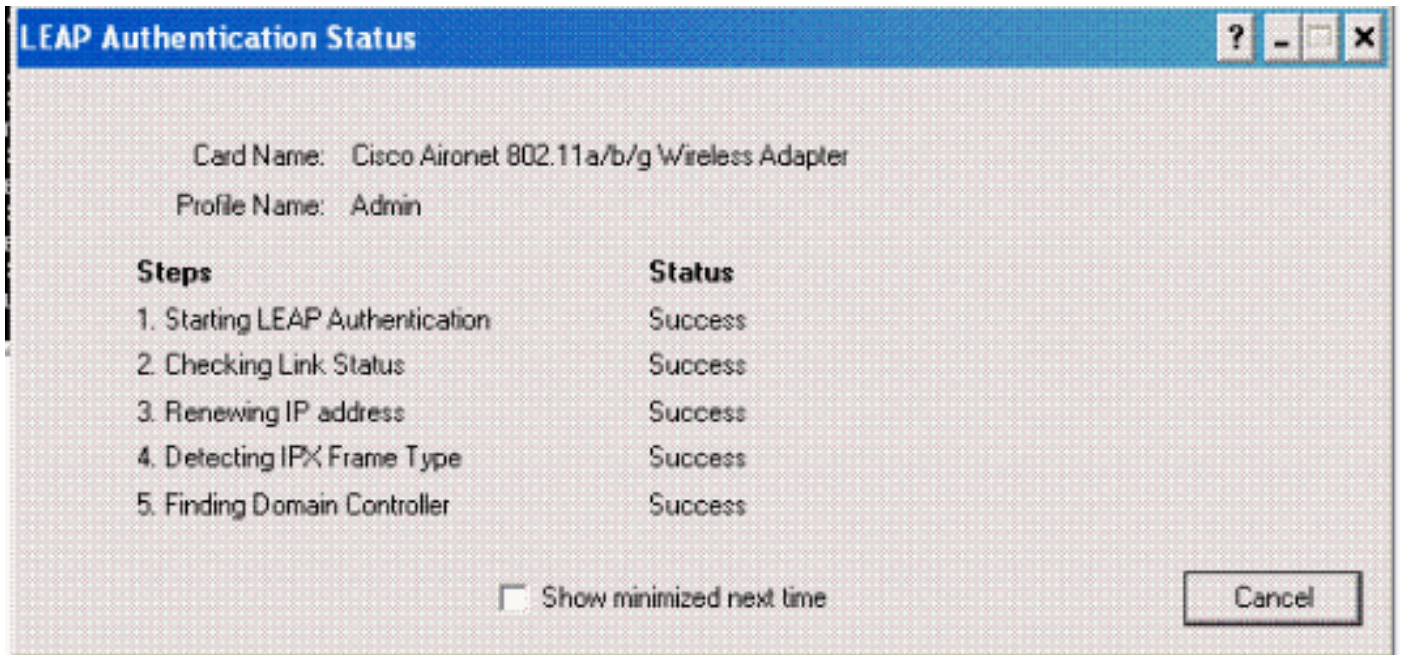 LEAP Authentication Status
Card Name: Cisco Aironet 802.11a/b/g Wireless Adapter
Profile Name: Admin
Steps Status
1. Starting LEAP Authentication Success
2. Checking Link Status Success
3. Renewing IP address Success
4. Detecting IPX Frame Type Success
5. Finding Domain Controller Success
Show minimized next time Cancel